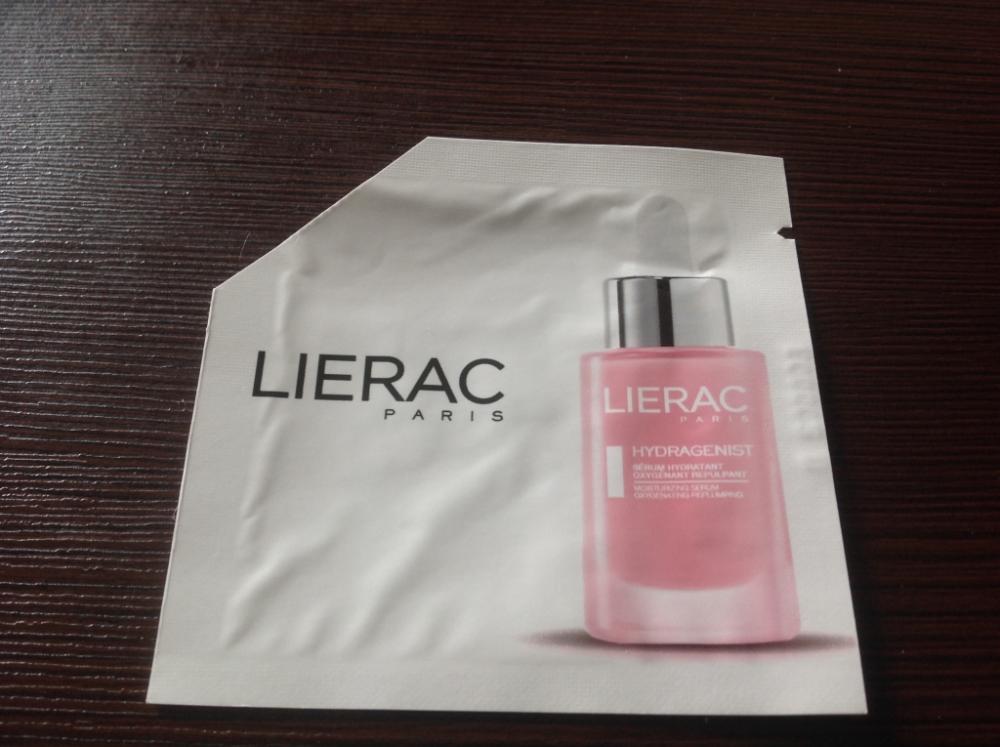 LIERAC
PARIS
LIERAC
PARIS
HYDRAGENIST
SÉRUM HYDRATANT
OXYGÉNANT REPULPANT
MOISTURIZING SERUM
OXYGENATING REPLUMPING